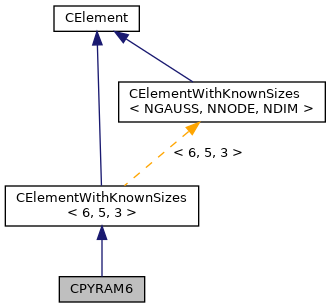 CElement
CElementWithKnownSizes
< NGAUSS, NNODE, NDIM >
< 6, 5, 3 >
CElementWithKnownSizes
< 6, 5, 3 >
CPYRAM6